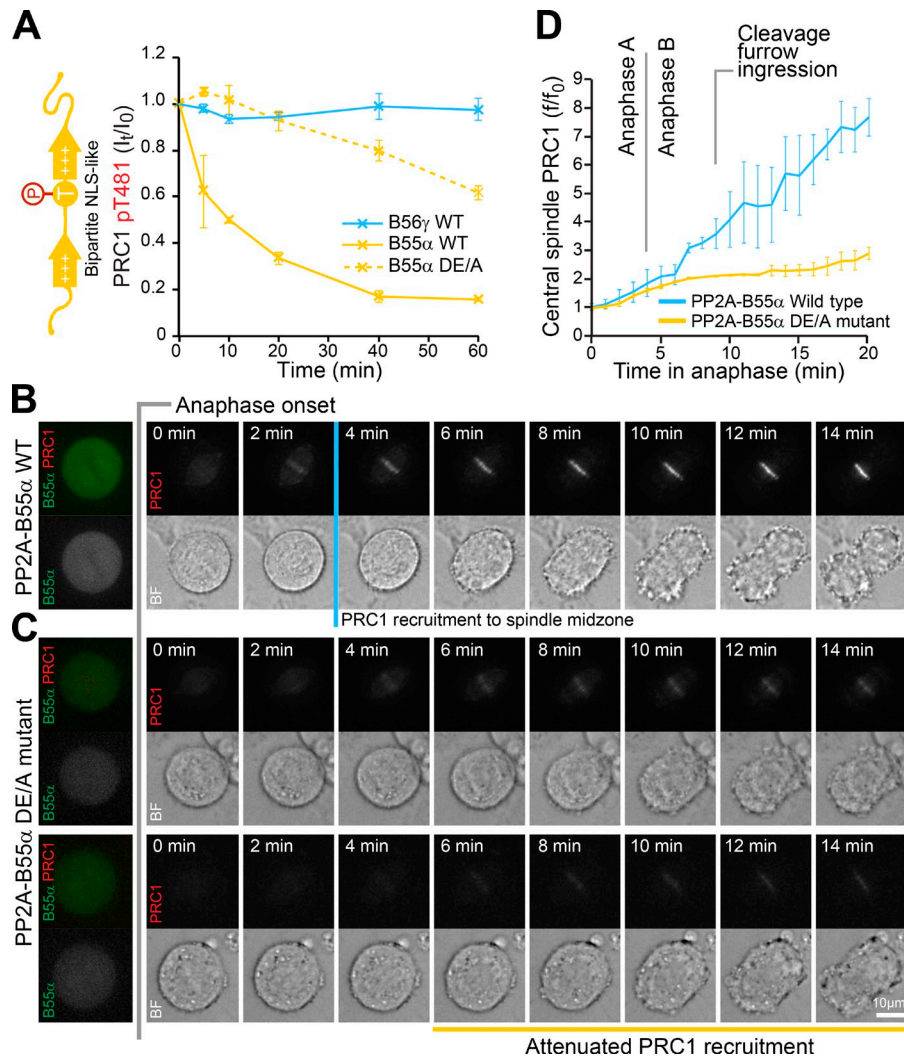 A
Bipartite NLS-like
P
T
+++
+++
PRC1 pT481 (It/I0)
1.2
1.0
0.8
0.6
0.4
0.2
0
B56γ WT
B55α WT
B55α DE/A
0 10 20 30 40 50 60
Time (min)
D
Anaphase A
Anaphase B
Cleavage
furrow
ingression
Central spindle PRC1 (f/f0)
9
8
7
6
5
4
3
2
1
0
PP2A-B55α Wild type
PP2A-B55α DE/A mutant
0 5 10 15 20
Time in anaphase (min)
B
Anaphase onset
PP2A-B55α WT
B55α PRC1
B55α
PRC1
BF
0 min 2 min 4 min 6 min 8 min 10 min 12 min 14 min
PRC1 recruitment to spindle midzone
C
PP2A-B55α DE/A mutant
B55α PRC1
B55α
PRC1
BF
0 min 2 min 4 min 6 min 8 min 10 min 12 min 14 min
B55α PRC1
B55α
PRC1
BF
0 min 2 min 4 min 6 min 8 min 10 min 12 min 14 min
10μm
Attenuated PRC1 recruitment